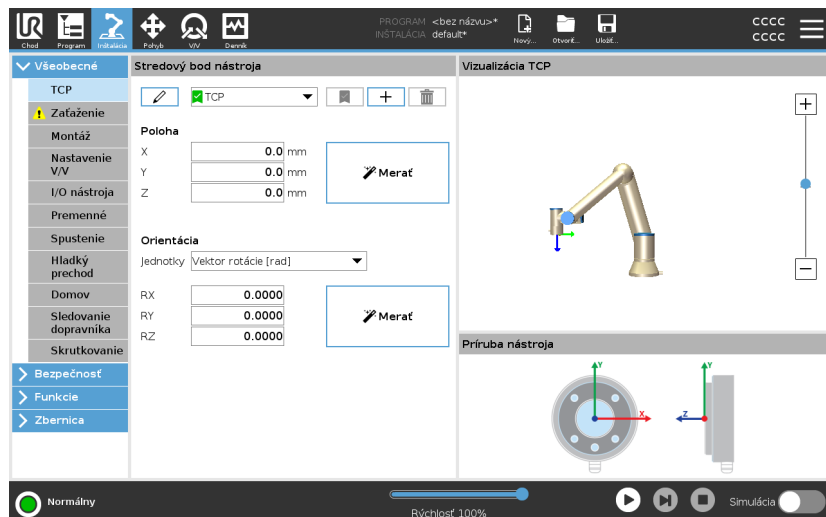 UR
PROGRAM <bez názvu>*
INŠTALÁCIA default*
CCCC
CCCC
Chod Program Inštalácia Pohyb V/V Denník Nový... Otvoriť... Uložiť...
Všeobecné
TCP
Zaťaženie
Montáž
Nastavenie
V/V
I/O nástroja
Premenné
Spustenie
Hladký
prechod
Domov
Sledovanie
dopravníka
Skrutkovanie
Bezpečnosť
Funkcie
Zbernica
Stredový bod nástroja
TCP
Poloha
X 0.0 mm
Y 0.0 mm
Z 0.0 mm
Merať
Orientácia
Jednotky Vektor rotácie [rad]
RX 0.0000
RY 0.0000
RZ 0.0000
Merať
Vizualizácia TCP
Príruba nástroja
Y
X
Y
Z
Normálny
Rýchlosť 100%
Simulácia